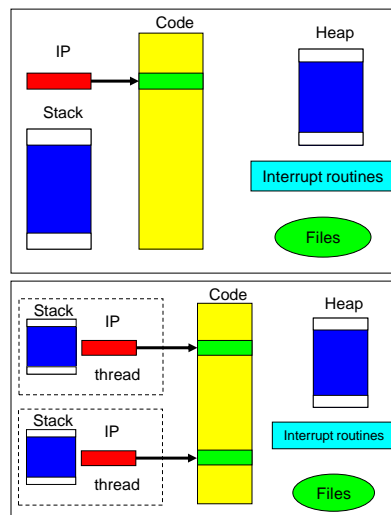 Code
IP
Heap
Stack
Interrupt routines
Files
Code
Stack
IP
Heap
thread
Stack
IP
Interrupt routines
thread
Files